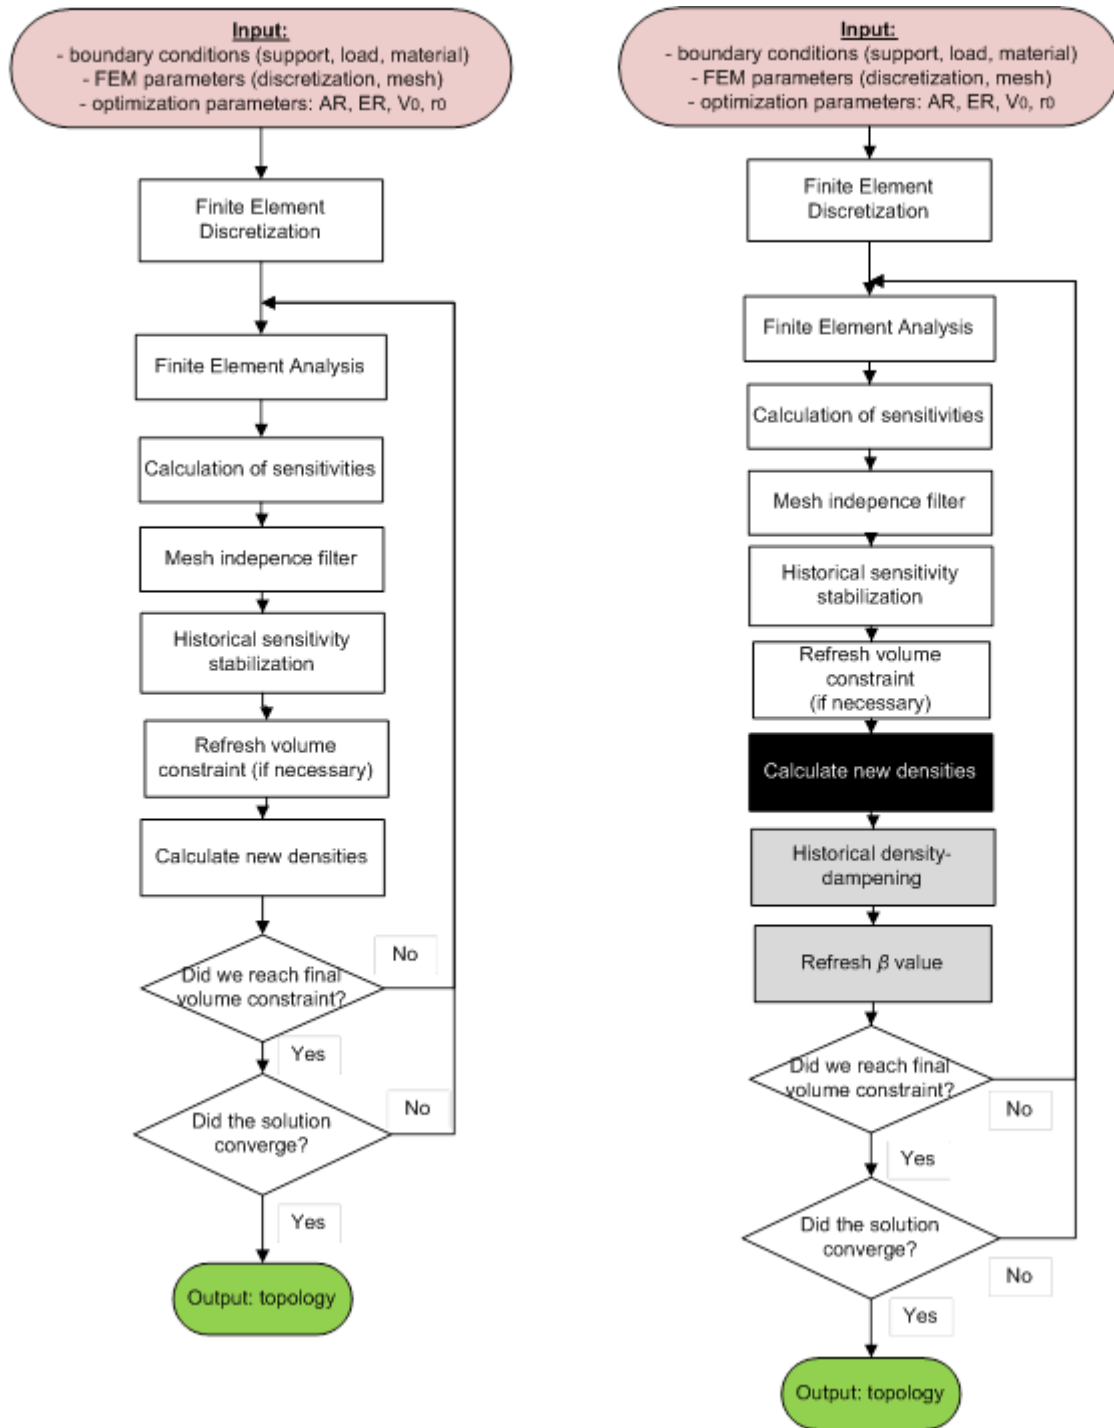 Input:
- boundary conditions (support, load, material)
- FEM parameters (discretization, mesh)
- optimization parameters: AR, ER, V0, r0
Finite Element
Discretization
Finite Element Analysis
Calculation of sensitivities
Mesh indepence filter
Historical sensitivity
stabilization
Refresh volume
constraint (if necessary)
Calculate new densities
Did we reach final
volume constraint?
No
Yes
Did the solution
converge?
No
Yes
Output: topology
Input:
- boundary conditions (support, load, material)
- FEM parameters (discretization, mesh)
- optimization parameters: AR, ER, V0, r0
Finite Element
Discretization
Finite Element Analysis
Calculation of sensitivities
Mesh indepence filter
Historical sensitivity
stabilization
Refresh volume
constraint
(if necessary)
Calculate new densities
Historical density-
dampening
Refresh β value
Did we reach final
volume constraint?
No
Yes
Did the solution
converge?
No
Yes
Output: topology